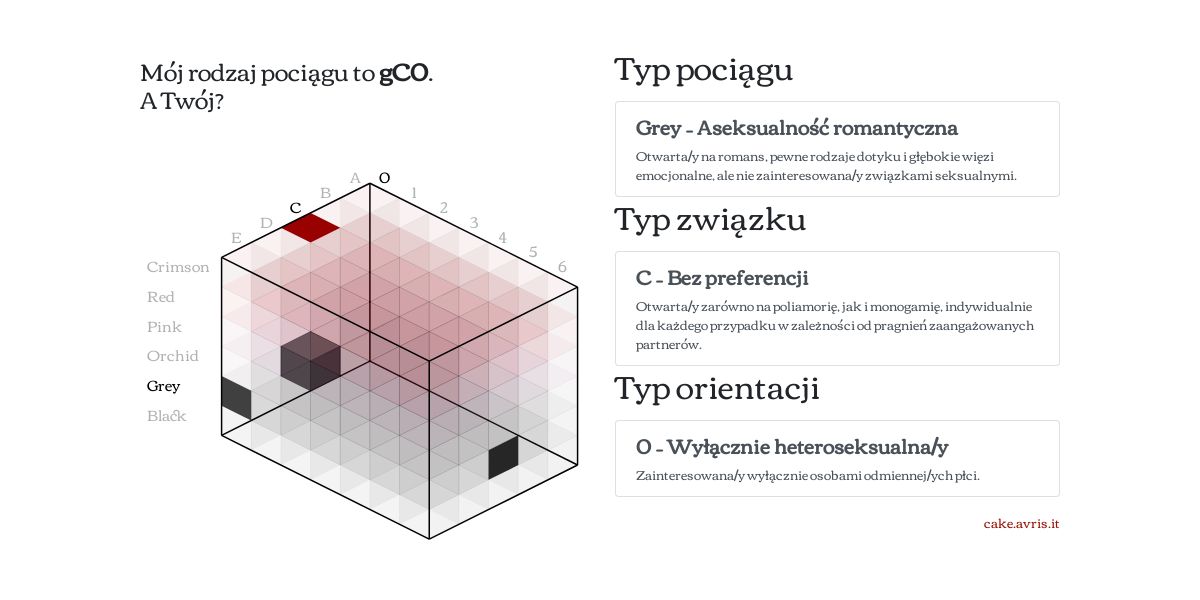 Mój rodzaj pociągu to gC0.
A Twój?
A 0
B 1
C 2
D 3
E 4
5
6
Crimson
Red
Pink
Orchid
Grey
Black
Typ pociągu
Grey – Aseksualność romantyczna
Otwarta/y na romans, pewne rodzaje dotyku i głębokie więzi
emocjonalne, ale nie zainteresowana/y związkami seksualnymi.
Typ związku
C – Bez preferencji
Otwarta/y zarówno na poliamorię, jak i monogamię, indywidualnie
dla każdego przypadku w zależności od pragnień zaangażowanych
partnerów.
Typ orientacji
0 – Wyłącznie heteroseksualna/y
Zainteresowana/y wyłącznie osobami odmiennej/ych płci.
cake.avris.it